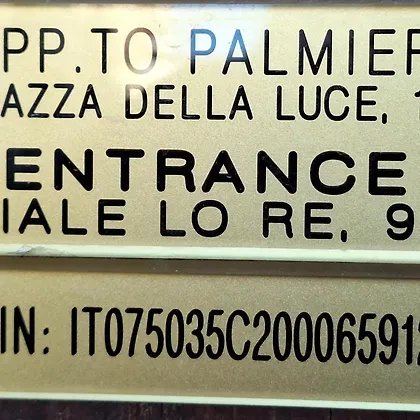 PP.TO PALMIER
AZZA DELLA LUCE, 1
ENTRANCE
IALE LO RE, 9
IN: IT075035C200065912